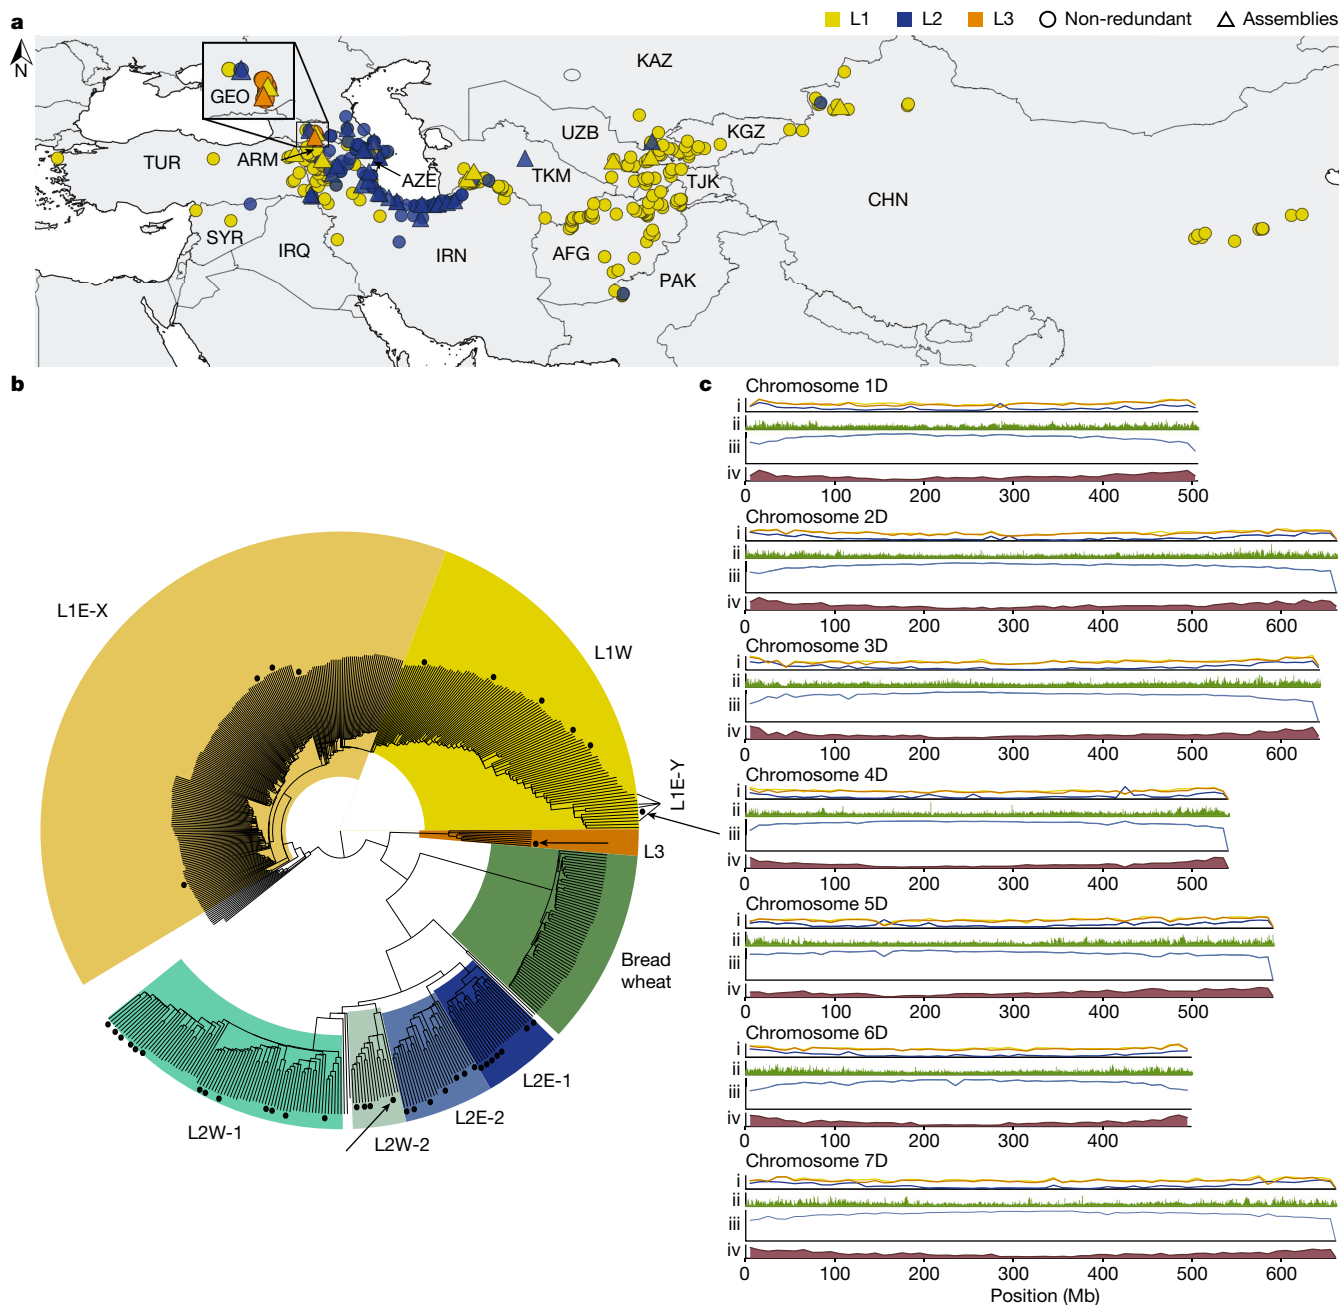 a
L1 L2 L3 Non-redundant Assemblies
N
KAZ
GEO
UZB
KGZ
TUR
ARM
AZE
TKM
TJK
CHN
SYR
IRQ
IRN
AFG
PAK
b
L1E-X
L1W
L1E-Y
L3
Bread
wheat
L2E-1
L2E-2
L2W-2
L2W-1
c
Chromosome 1D
i
ii
iii
iv
0 100 200 300 400 500
Chromosome 2D
i
ii
iii
iv
0 100 200 300 400 500 600
Chromosome 3D
i
ii
iii
iv
0 100 200 300 400 500 600
Chromosome 4D
i
ii
iii
iv
0 100 200 300 400 500
Chromosome 5D
i
ii
iii
iv
0 100 200 300 400 500
Chromosome 6D
i
ii
iii
iv
0 100 200 300 400
Chromosome 7D
i
ii
iii
iv
0 100 200 300 400 500 600
Position (Mb)